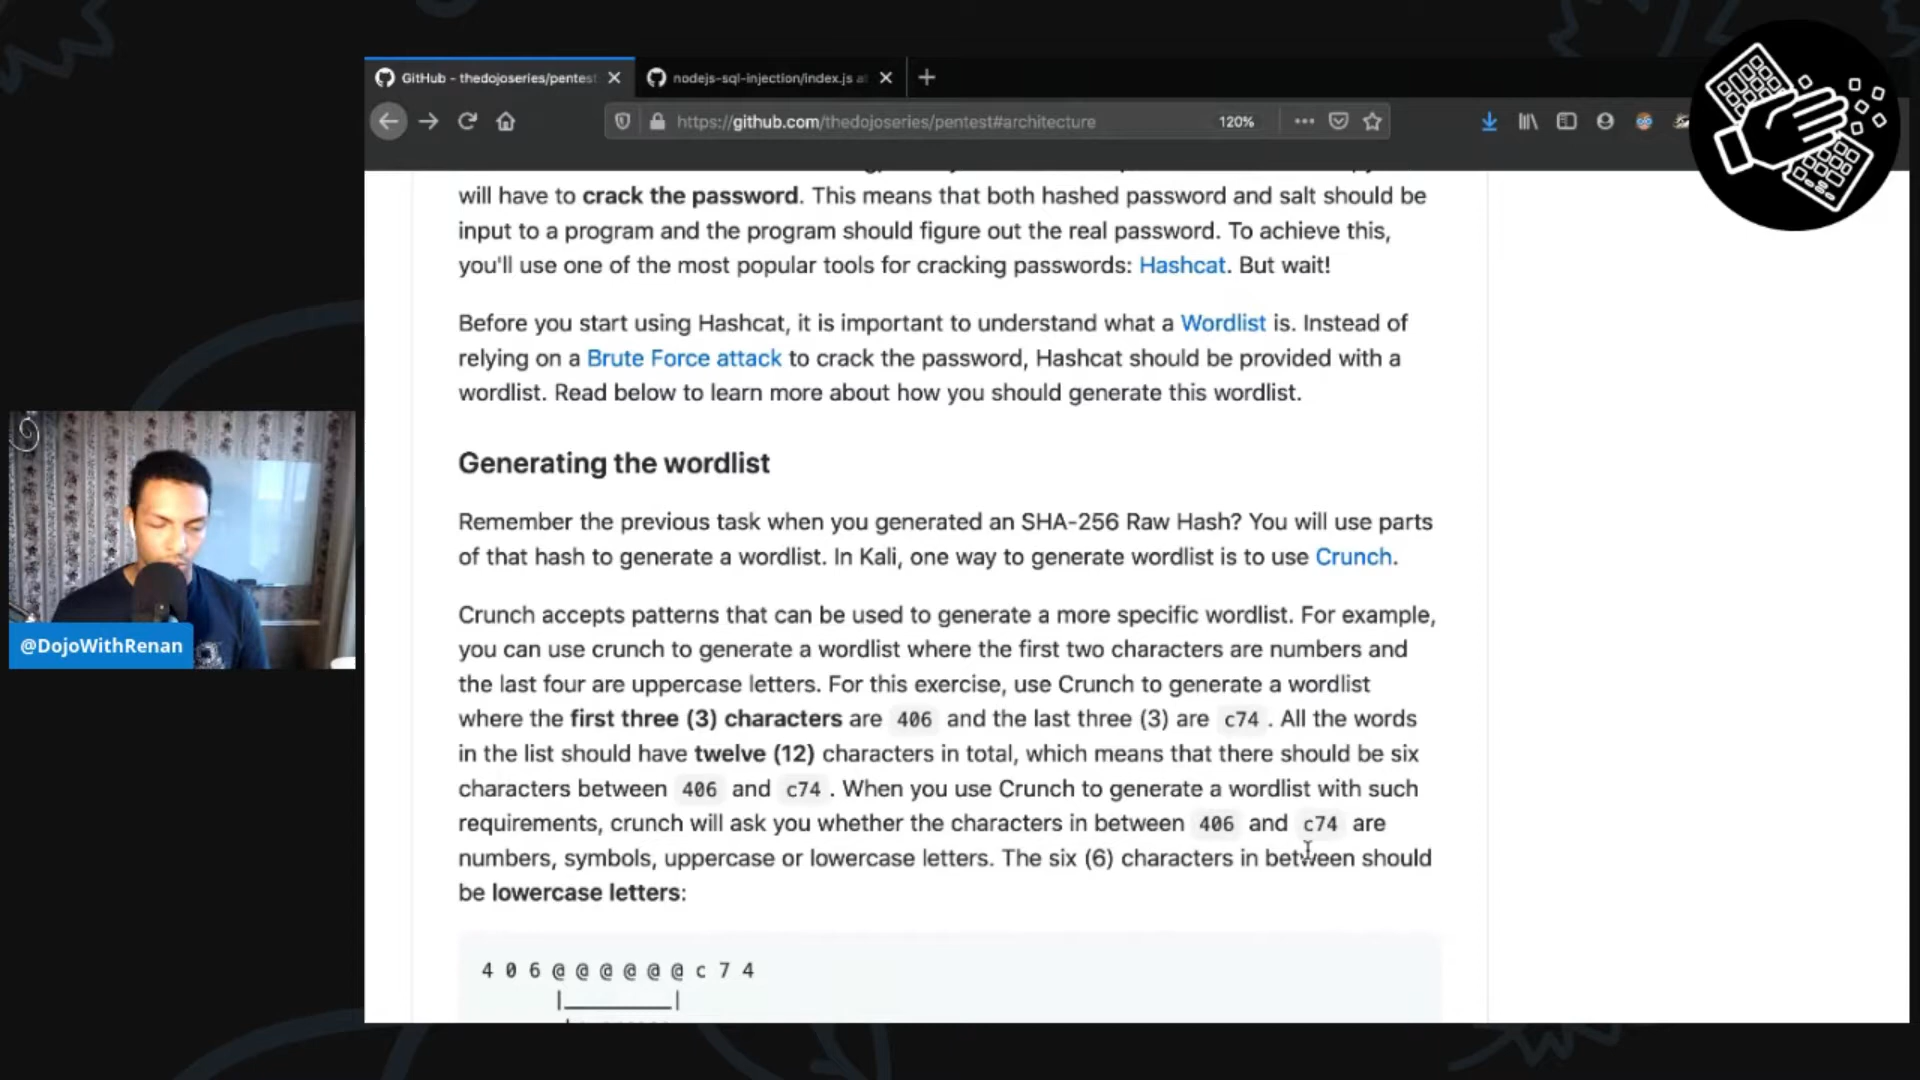 GitHub - thedojoseries/pentest
nodejs-sql-injection/index.js a
https://github.com/thedojoseries/pentest#architecture
120%
will have to crack the password. This means that both hashed password and salt should be
input to a program and the program should figure out the real password. To achieve this,
you'll use one of the most popular tools for cracking passwords: Hashcat. But wait!
Before you start using Hashcat, it is important to understand what a Wordlist is. Instead of
relying on a Brute Force attack to crack the password, Hashcat should be provided with a
wordlist. Read below to learn more about how you should generate this wordlist.
Generating the wordlist
Remember the previous task when you generated an SHA-256 Raw Hash? You will use parts
of that hash to generate a wordlist. In Kali, one way to generate wordlist is to use Crunch.
Crunch accepts patterns that can be used to generate a more specific wordlist. For example,
you can use crunch to generate a wordlist where the first two characters are numbers and
the last four are uppercase letters. For this exercise, use Crunch to generate a wordlist
where the first three (3) characters are 406 and the last three (3) are c74. All the words
in the list should have twelve (12) characters in total, which means that there should be six
characters between 406 and c74. When you use Crunch to generate a wordlist with such
requirements, crunch will ask you whether the characters in between 406 and c74 are
numbers, symbols, uppercase or lowercase letters. The six (6) characters in between should
be lowercase letters:
4 0 6 @ @ @ @ @ @ c 7 4
|_________|
@DojoWithRenan